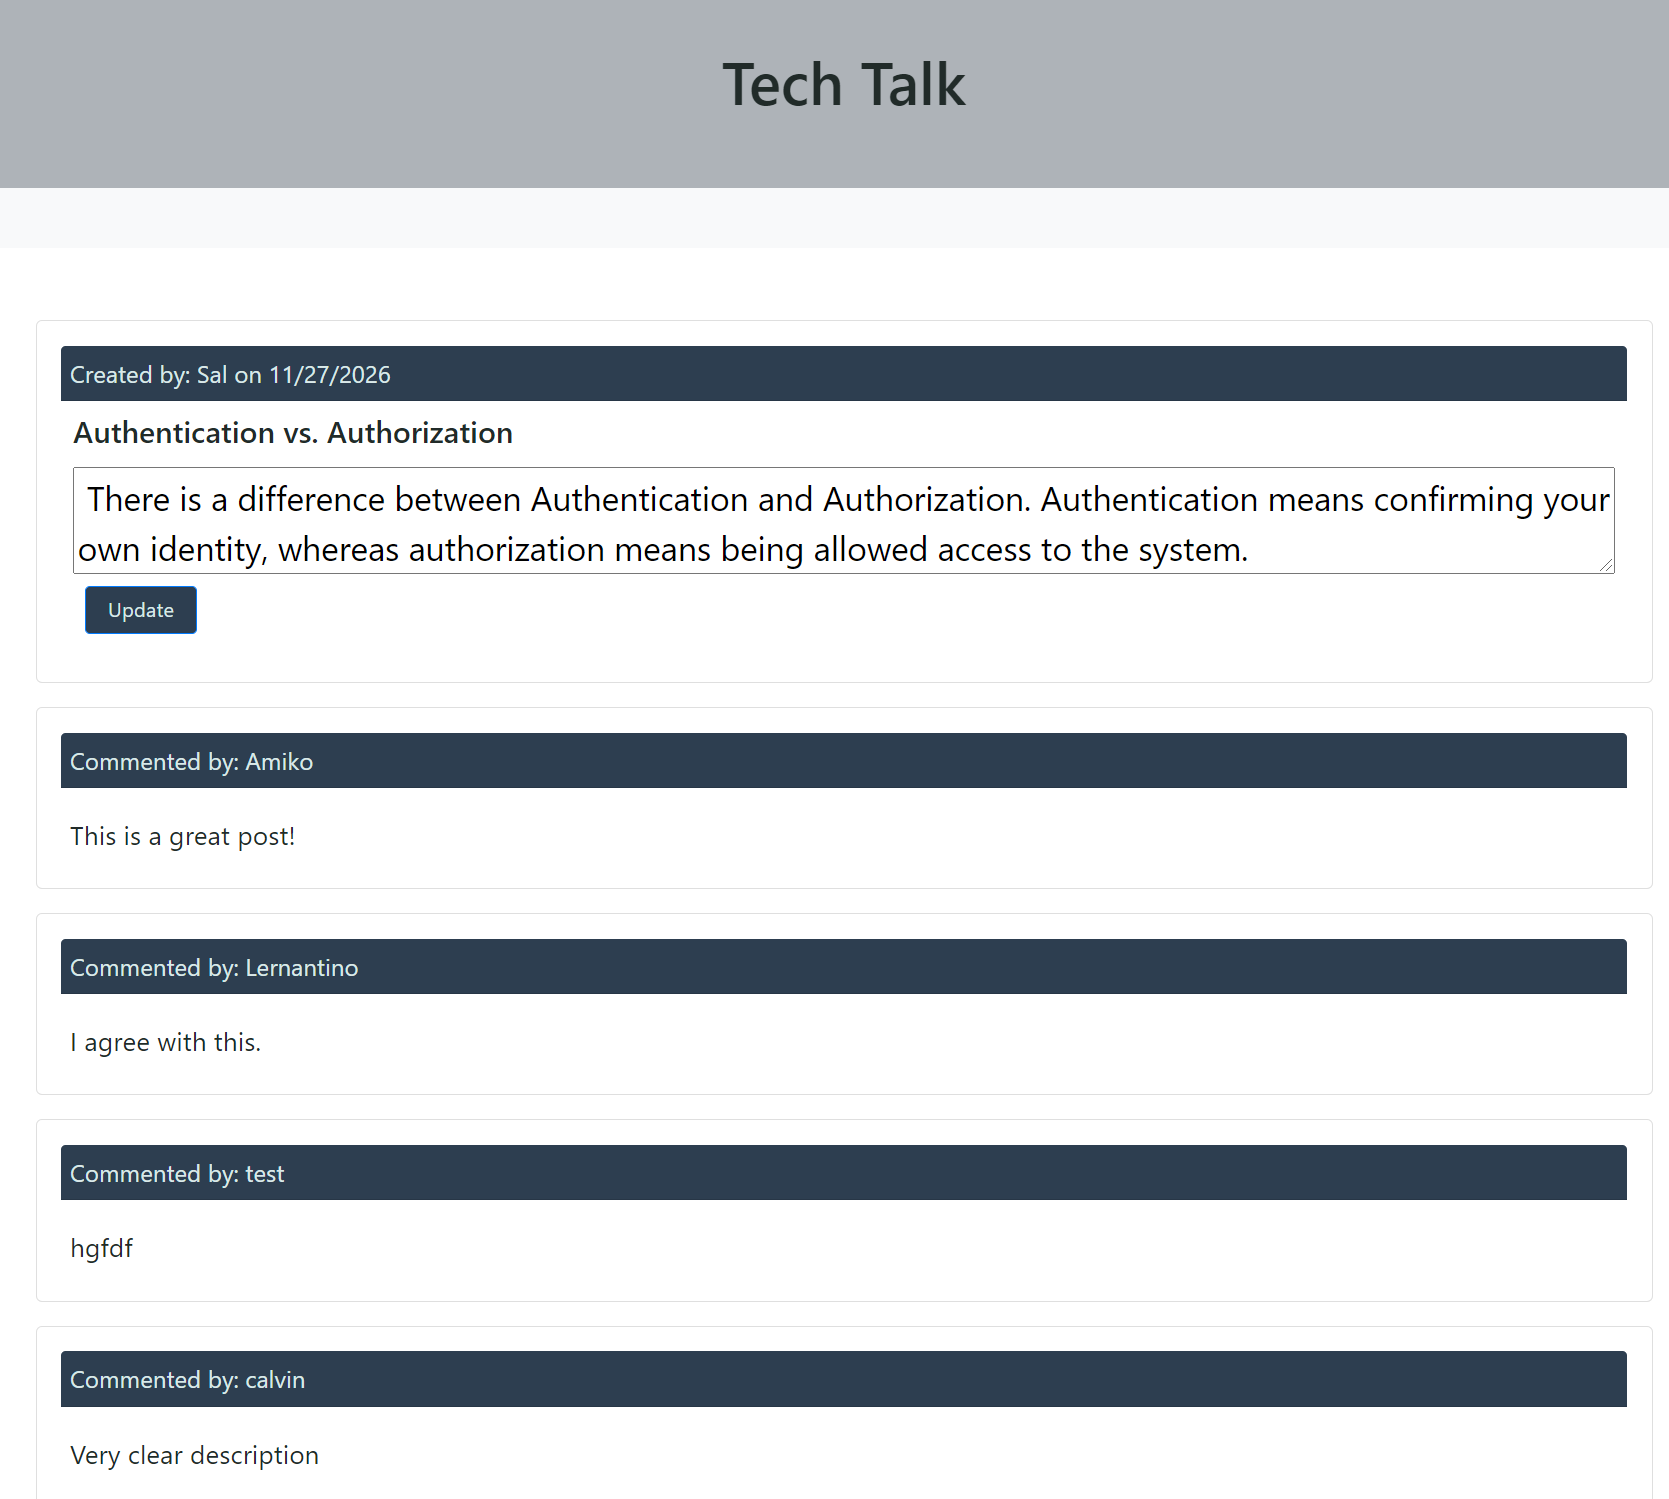 Tech Talk
Created by: Sal on 11/27/2026
Authentication vs. Authorization
There is a difference between Authentication and Authorization. Authentication means confirming your
own identity, whereas authorization means being allowed access to the system.
Update
Commented by: Amiko
This is a great post!
Commented by: Lernantino
I agree with this.
Commented by: test
hgfdf
Commented by: calvin
Very clear description